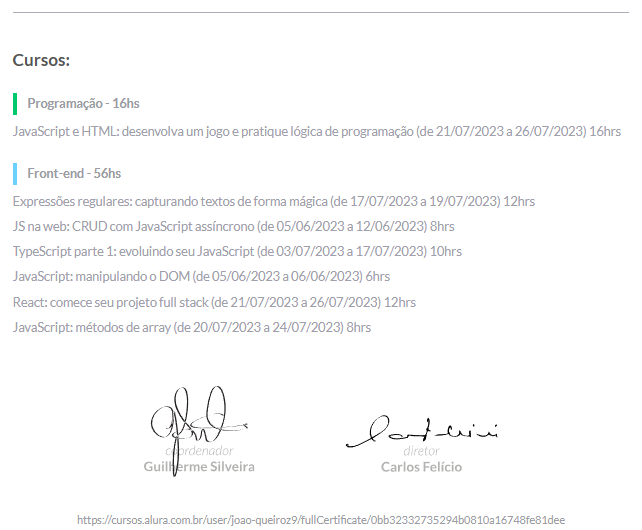 Cursos:
Programação - 16hs
JavaScript e HTML: desenvolva um jogo e pratique lógica de programação (de 21/07/2023 a 26/07/2023) 16hrs
Front-end - 56hs
Expressões regulares: capturando textos de forma mágica (de 17/07/2023 a 19/07/2023) 12hrs
JS na web: CRUD com JavaScript assíncrono (de 05/06/2023 a 12/06/2023) 8hrs
TypeScript parte 1: evoluindo seu JavaScript (de 03/07/2023 a 17/07/2023) 10hrs
JavaScript: manipulando o DOM (de 05/06/2023 a 06/06/2023) 6hrs
React: comece seu projeto full stack (de 21/07/2023 a 26/07/2023) 12hrs
JavaScript: métodos de array (de 20/07/2023 a 24/07/2023) 8hrs
coordenador
Guilherme Silveira
diretor
Carlos Felício
https://cursos.alura.com.br/user/joao-queiroz9/fullCertificate/0bb32332735294b0810a16748fe81dee